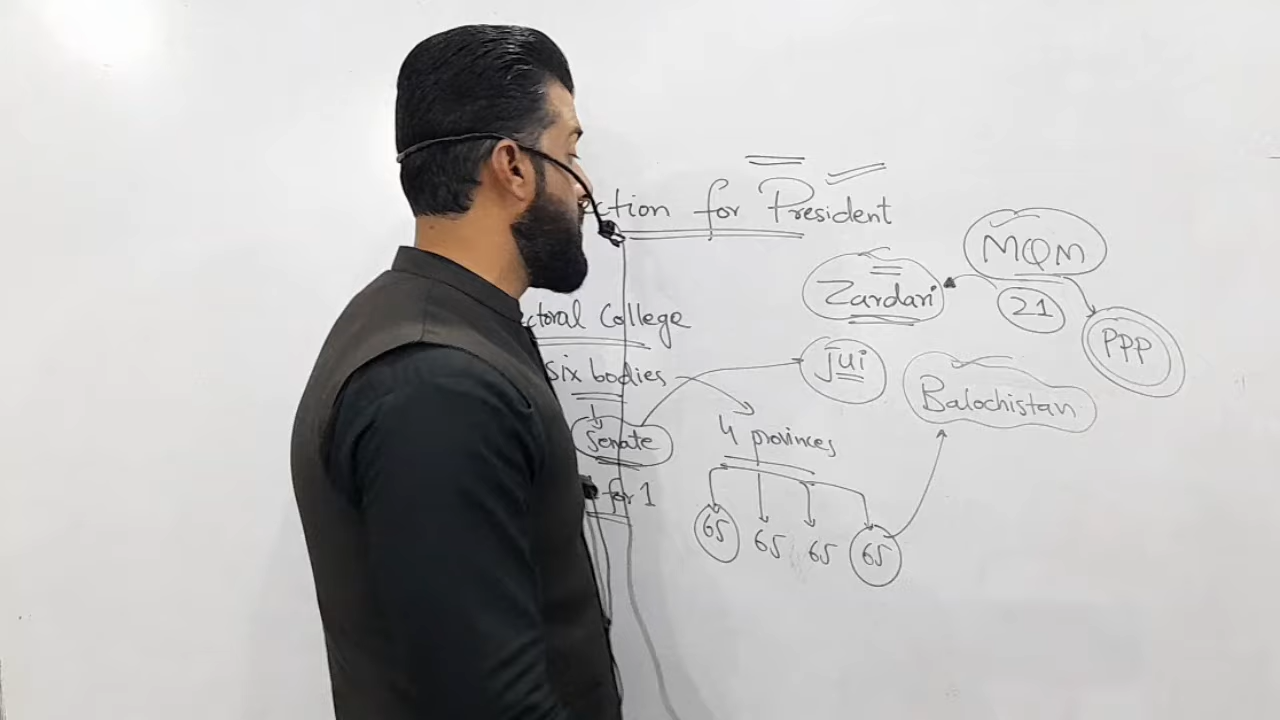 ction for President
MQM
Zardari
21
PPP
ctoral College
jui
six bodies
Balochistan
Senate
4 provinces
for 1
65 65 65 65